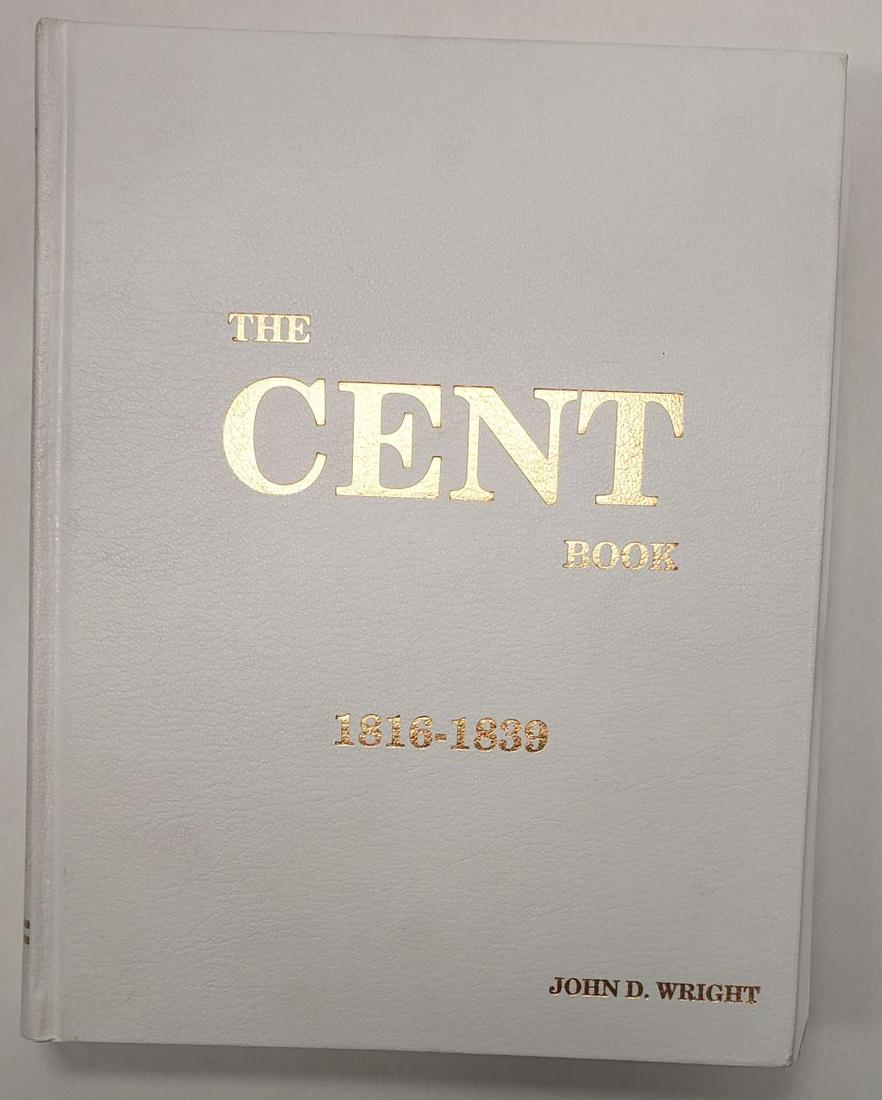 THE
CENT
BOOK
1816-1839
JOHN D. WRIGHT